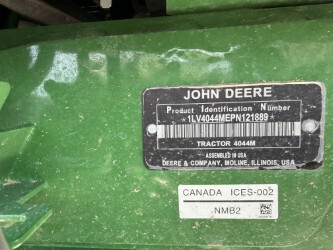 JOHN DEERE
Product Identification Number
*1LV4044MEPN121889*
TRACTOR 4044M
ASSEMBLED IN USA
DEERE & COMPANY, MOLINE, ILLINOIS, USA
CANADA ICES-002
NMB2